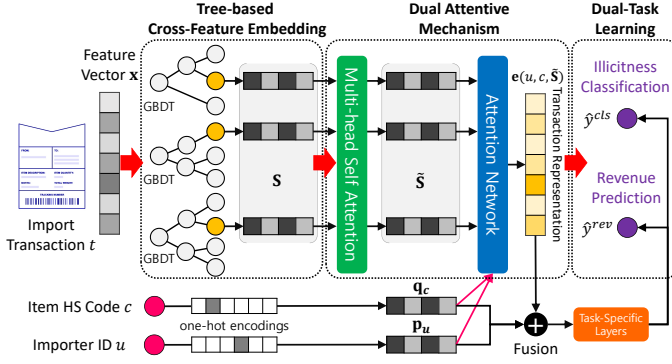 Tree-based
Cross-Feature Embedding
Dual Attentive
Mechanism
Dual-Task
Learning
Feature
Vector x
GBDT
GBDT
GBDT
S
Multi-head Self Attention
S̃
Attention Network
e(u, c, S̃)
Transaction Representation
Illicitness
Classification
ŷ^cls
Revenue
Prediction
ŷ^rev
FROM:
TO:
Import
Transaction t
Item HS Code c
one-hot encodings
Importer ID u
q_c
p_u
+
Fusion
Task-Specific
Layers